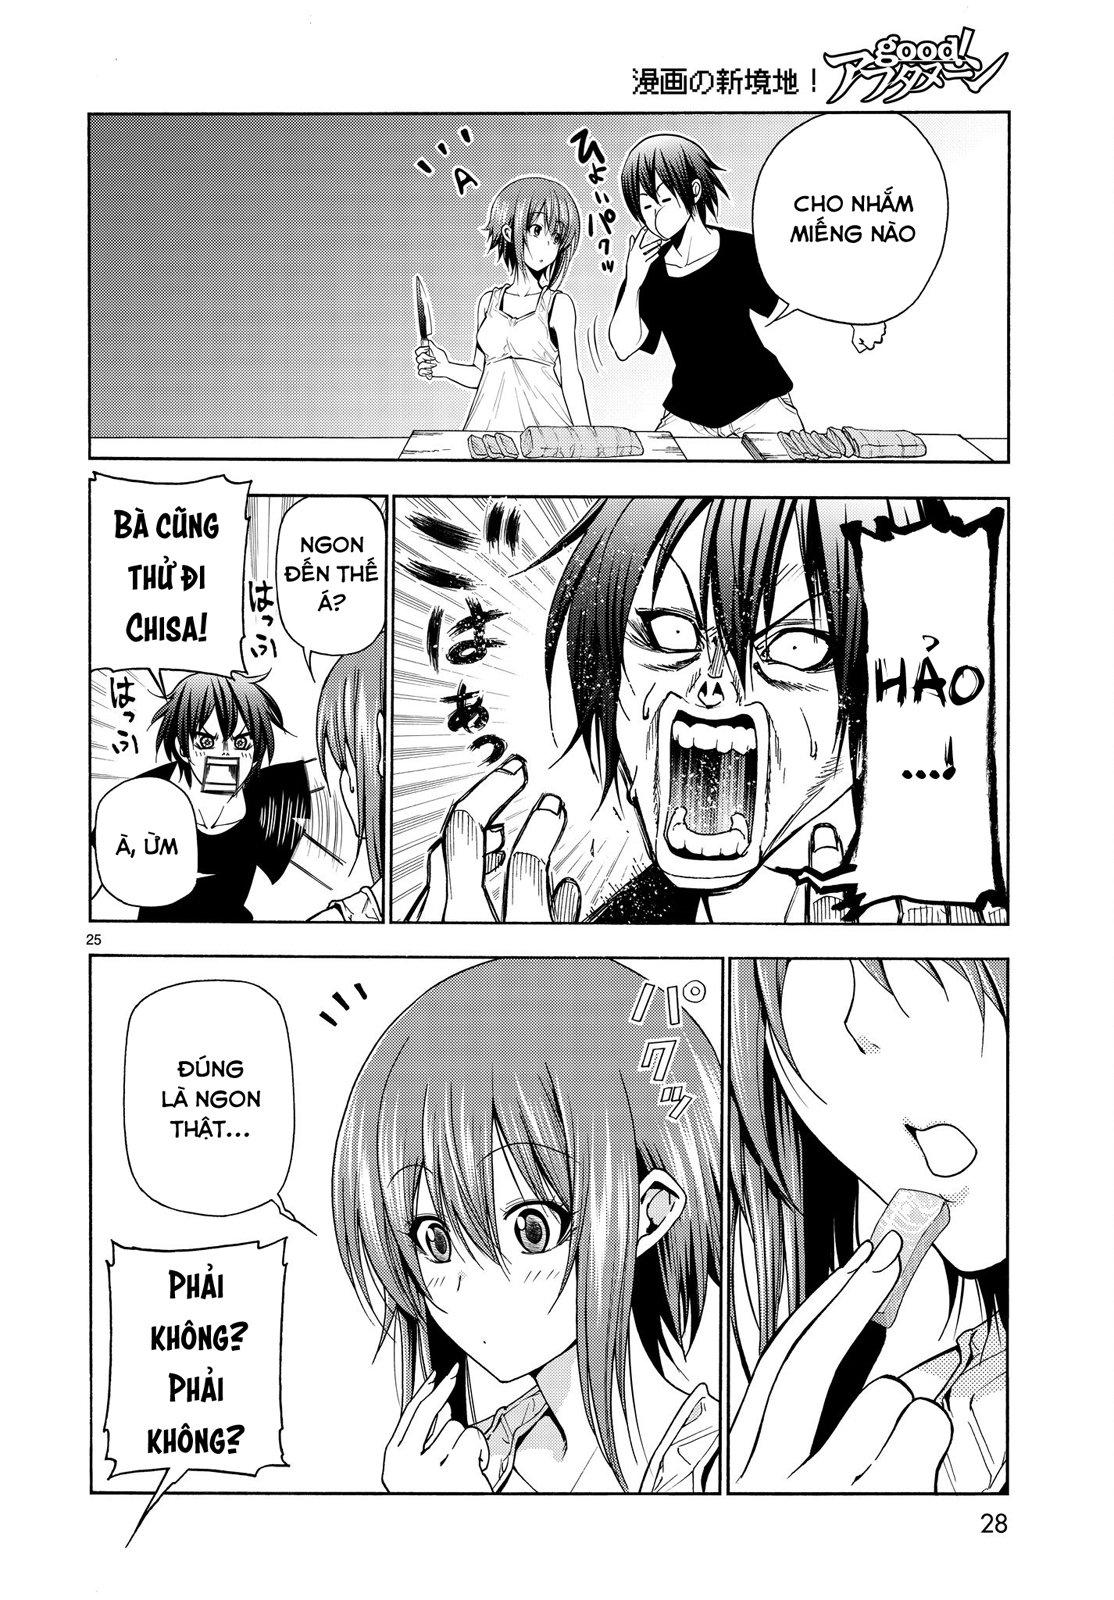 漫画の新境地！
good!
アフタヌーン
CHO NHẮM
MIẾNG NÀO
ひょいパクッ
A
HẢO
....!
はぁっ
NGON
ĐẾN THẾ
Á?
BÀ CŨNG
THỬ ĐI
CHISA!
はっふ
はっふ
À, ỪM
25
パクッ
ĐÚNG
LÀ NGON
THẬT...
PHẢI
KHÔNG?
PHẢI
KHÔNG?
28